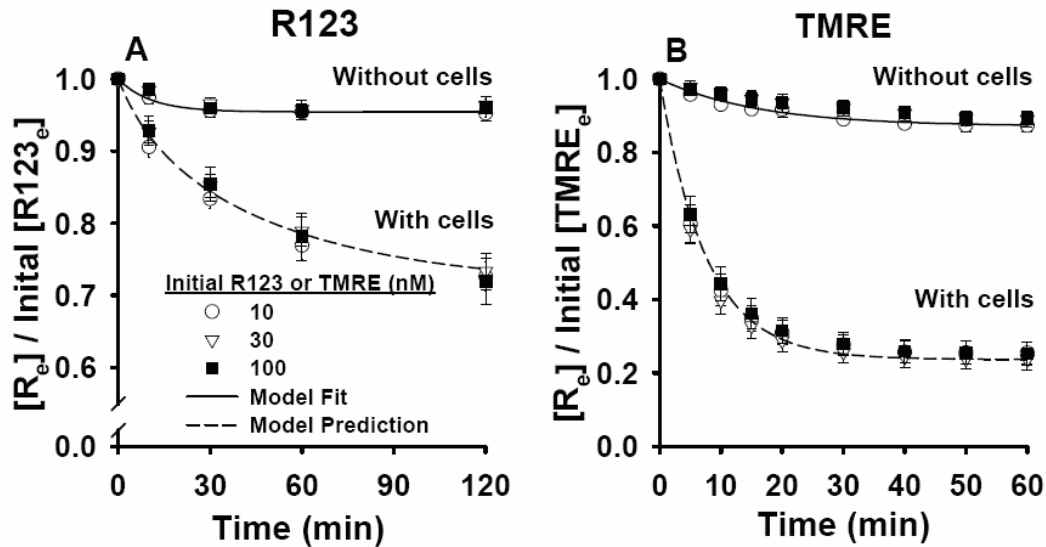 R123
TMRE
A
B
Without cells
With cells
Initial R123 or TMRE (nM)
10
30
100
Model Fit
Model Prediction
1.0
0.9
0.8
0.7
0.6
0.0
0 30 60 90 120
Time (min)
[Re] / Inital [R123e]
Without cells
With cells
1.0
0.8
0.6
0.4
0.2
0.0
0 10 20 30 40 50 60
Time (min)
[Re] / Initial [TMREe]